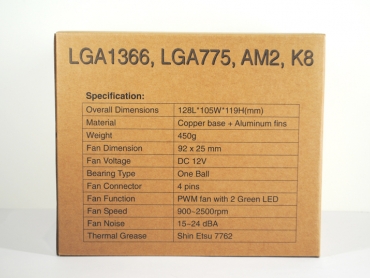 LGA1366, LGA775, AM2, K8
Specification:
Overall Dimensions 128L*105W*119H(mm)
Material Copper base + Aluminum fins
Weight 450g
Fan Dimension 92 x 25 mm
Fan Voltage DC 12V
Bearing Type One Ball
Fan Connector 4 pins
Fan Function PWM fan with 2 Green LED
Fan Speed 900~2500rpm
Fan Noise 15~24 dBA
Thermal Grease Shin Etsu 7762